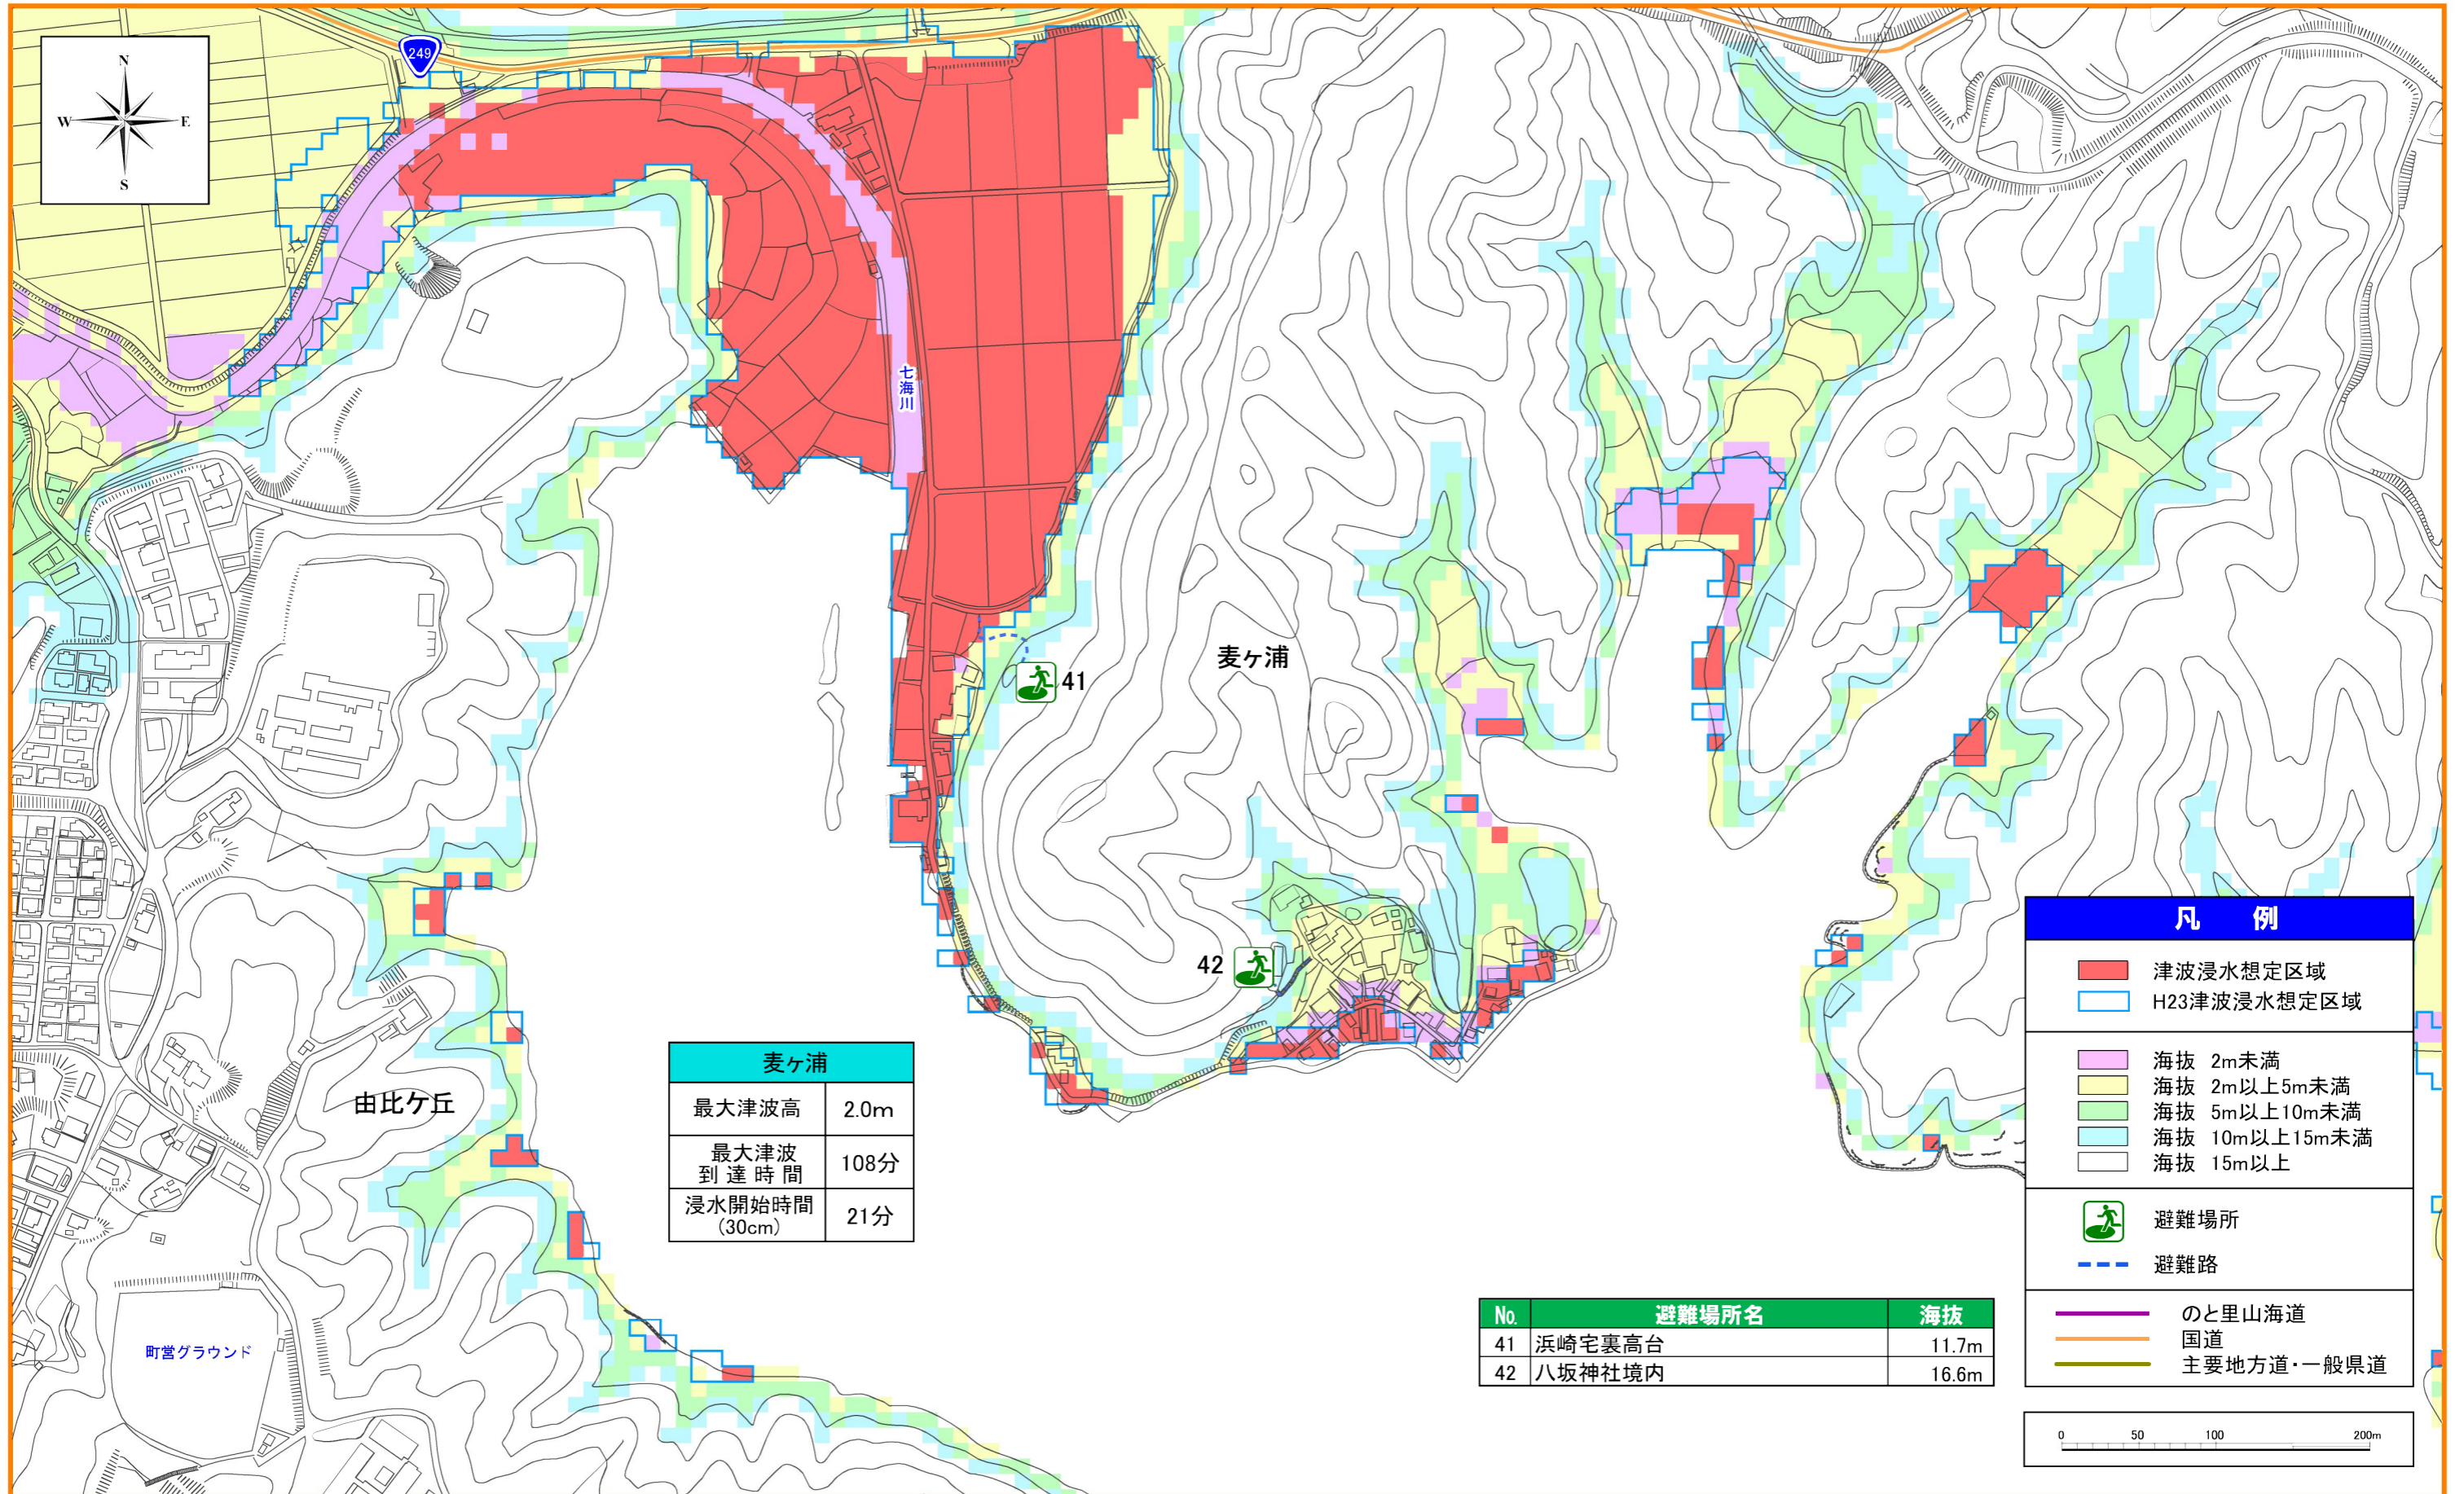 249
N
W E
S
七海川
41
麦ヶ浦
42
由比ケ丘
町営グラウンド
麦ヶ浦
最大津波高 2.0m
最大津波
到達時間 108分
浸水開始時間
(30cm) 21分
No. 避難場所名 海抜
41 浜崎宅裏高台 11.7m
42 八坂神社境内 16.6m
凡 例
津波浸水想定区域
H23津波浸水想定区域
海抜 2m未満
海抜 2m以上5m未満
海抜 5m以上10m未満
海抜 10m以上15m未満
海抜 15m以上
避難場所
避難路
のと里山海道
国道
主要地方道・一般県道
0 50 100 200m